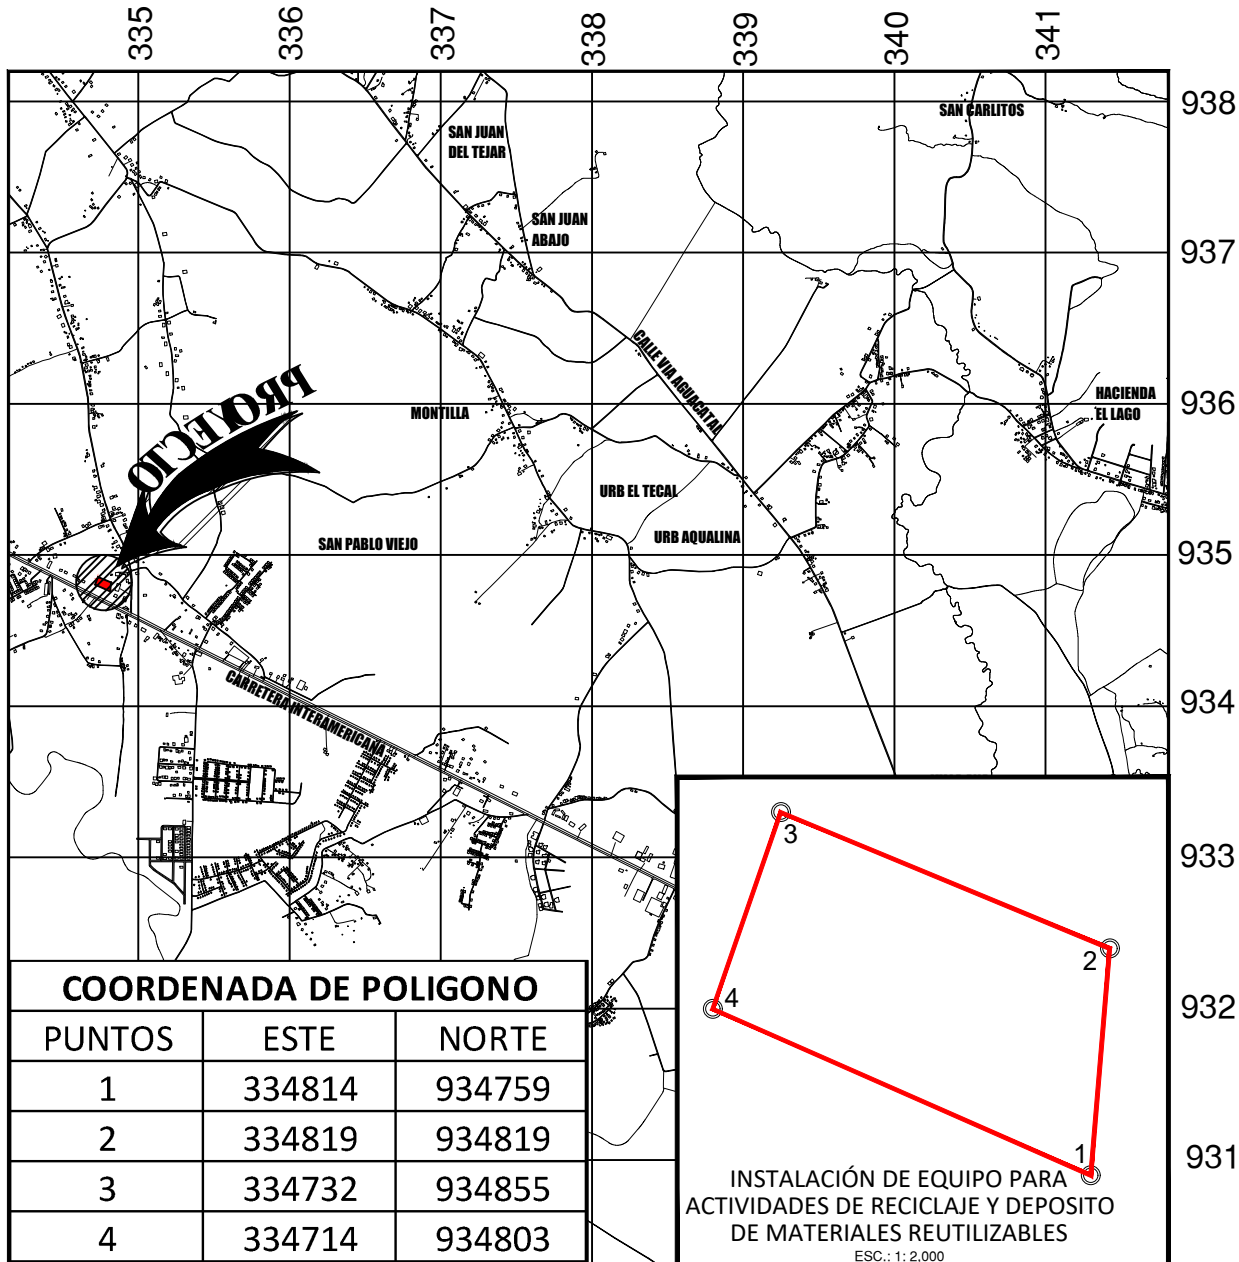 335 336 337 338 339 340 341
938
SAN CARLITOS
SAN JUAN
DEL TEJAR
SAN JUAN
ABAJO
937
CALLE VIA AGUACATAL
PROYECTO
MONTILLA
936
HACIENDA
EL LAGO
URB EL TECAL
URB AQUALINA
SAN PABLO VIEJO
935
CARRETERA INTERAMERICANA
934
933
932
931
COORDENADA DE POLIGONO
PUNTOS ESTE NORTE
1 334814 934759
2 334819 934819
3 334732 934855
4 334714 934803
3
2
4
1
INSTALACIÓN DE EQUIPO PARA
ACTIVIDADES DE RECICLAJE Y DEPOSITO
DE MATERIALES REUTILIZABLES
ESC.: 1: 2,000